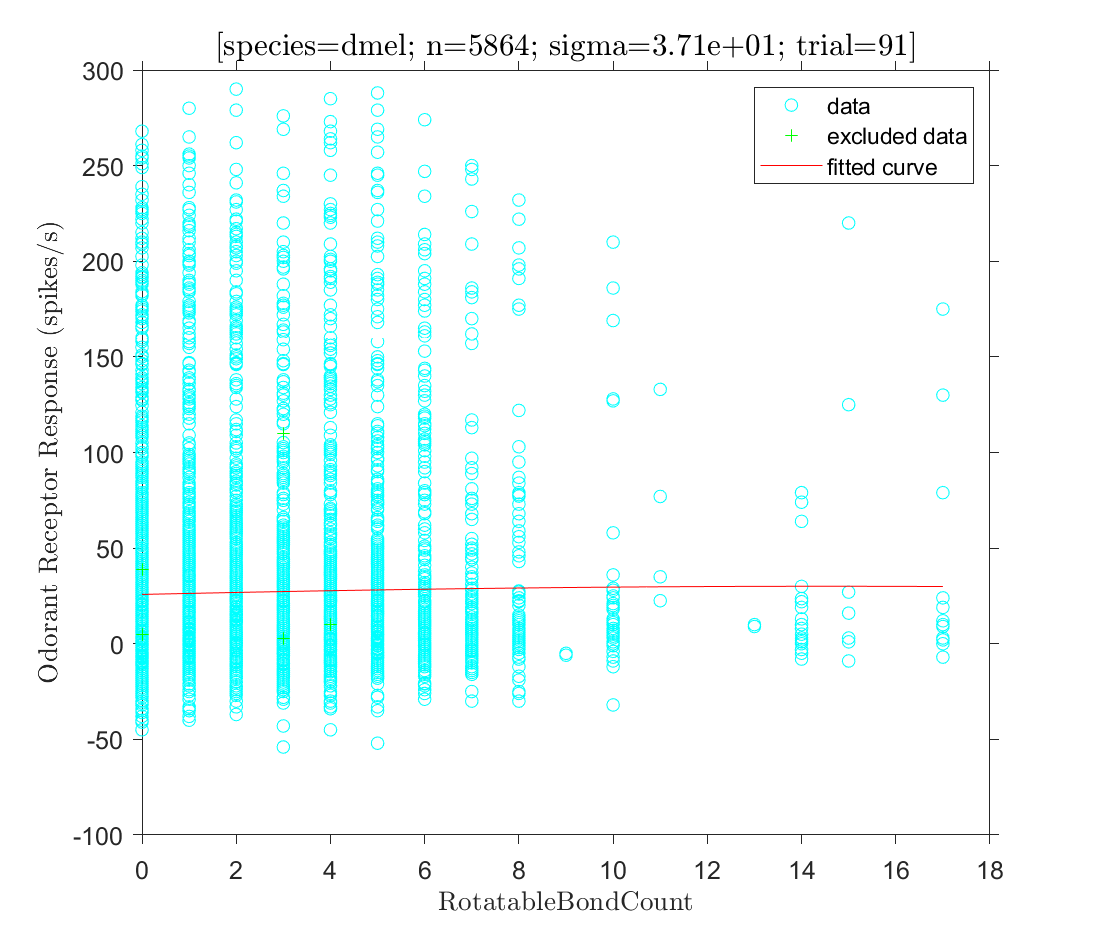 [species=dmel; n=5864; sigma=3.71e+01; trial=91]
300
250
200
150
100
50
0
-50
-100
Odorant Receptor Response (spikes/s)
data
excluded data
fitted curve
0 2 4 6 8 10 12 14 16 18
RotatableBondCount